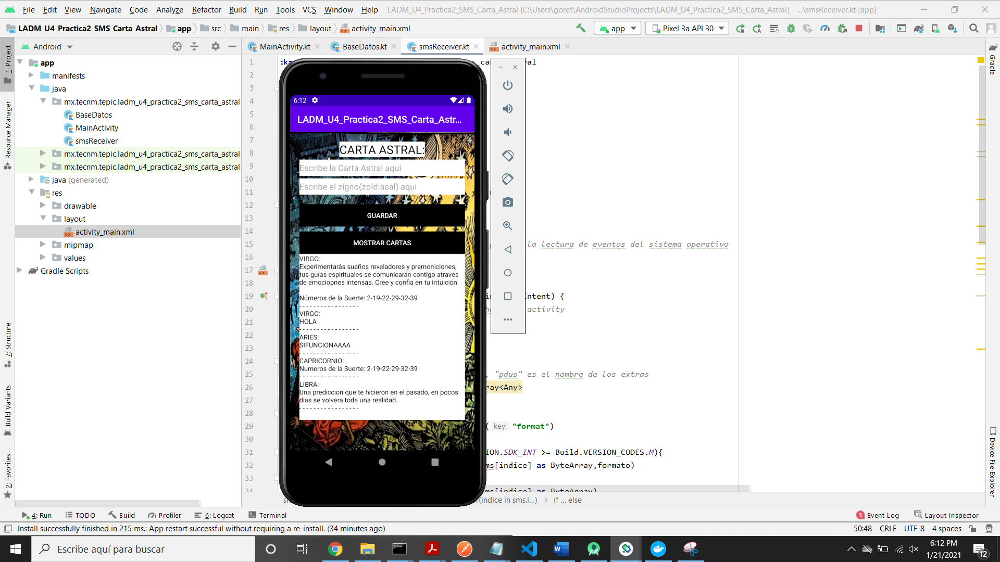 File Edit View Navigate Code Analyze Refactor Build Run Tools VCS Window Help LADM_U4_Practica2_SMS_Carta_Astral [C:\Users\goret\AndroidStudioProjects\LADM_U4_Practica2_SMS_Carta_Astral] - ...\smsReceiver.kt [app]
LADM_U4_Practica2_SMS_Carta_Astral app src main res layout activity_main.xml app Pixel 3a API 30
Android MainActivity.kt BaseDatos.kt smsReceiver.kt activity_main.xml
1: Project
Resource Manager
7: Structure
Build Variants
2: Favorites
app
manifests
java
mx.tecnm.tepic.ladm_u4_practica2_sms_carta_astral
BaseDatos
MainActivity
smsReceiver
mx.tecnm.tepic.ladm_u4_practica2_sms_carta_astral
mx.tecnm.tepic.ladm_u4_practica2_sms_carta_astral
java (generated)
res
drawable
layout
activity_main.xml
mipmap
values
Gradle Scripts
1
2
3
4
5
6
7
8
9
10
11
12
13
14
15 la lectura de eventos del sistema operativo
16
17
18
19 Intent) {
20 activity
21
22
23
24
25 , "pdus" es el nombre de los extras
26 ray<Any>
27
28
29 ( key: "format")
30
31 ION.SDK_INT >= Build.VERSION_CODES.M){
32 ms[indice] as ByteArray,formato)
33
34 ms[indice] as ByteArray)
6:12
LADM_U4_Practica2_SMS_Carta_Astr...
CARTA ASTRAL:
Escribe la Carta Astral aqui
Escribe el zigno(zoldiacal) aqui
GUARDAR
MOSTRAR CARTAS
VIRGO:
Experimentarás sueños reveladores y premoniciones,
tus guías espirituales se comunicarán contigo atraves
de emociopnes intensas. Cree y confia en tu intuición.
Números de la Suerte: 2-19-22-29-32-39
- - - - - - - - - - - - - - - - -
VIRGO:
HOLA
- - - - - - - - - - - - - - - - -
ARIES:
SIFUNCIONAAAA
- - - - - - - - - - - - - - - - -
CAPRICORNIO:
Numeros de la Suerte: 2-19-22-29-32-39
- - - - - - - - - - - - - - - - -
LIBRA:
Una prediccion que te hicieron en el pasado, en pocos
dias se volvera toda una realidad.
- - - - - - - - - - - - - - - - -
(indice in sms.i...) if ... else
Gradle
Device File Explorer
4: Run TODO Build Profiler 6: Logcat Terminal 3 Event Log Layout Inspector
Install successfully finished in 215 ms.: App restart successful without requiring a re-install. (34 minutes ago) 50:48 CRLF UTF-8 4 spaces
Escribe aquí para buscar
6:12 PM
1/21/2021
12